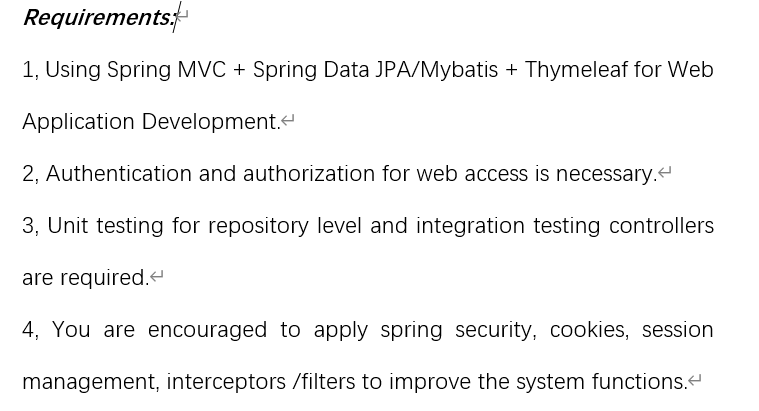 Requirements:
1, Using Spring MVC + Spring Data JPA/Mybatis + Thymeleaf for Web
Application Development.
2, Authentication and authorization for web access is necessary.
3, Unit testing for repository level and integration testing controllers
are required.
4, You are encouraged to apply spring security, cookies, session
management, interceptors /filters to improve the system functions.